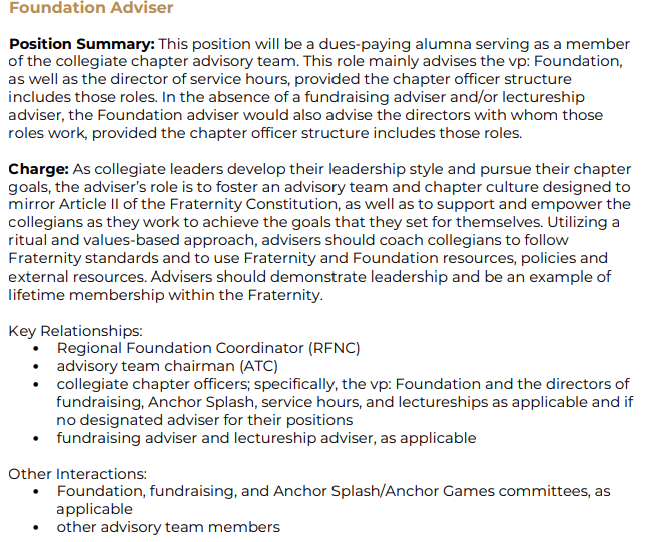 Foundation Adviser
Position Summary: This position will be a dues-paying alumna serving as a member
of the collegiate chapter advisory team. This role mainly advises the vp: Foundation,
as well as the director of service hours, provided the chapter officer structure
includes those roles. In the absence of a fundraising adviser and/or lectureship
adviser, the Foundation adviser would also advise the directors with whom those
roles work, provided the chapter officer structure includes those roles.
Charge: As collegiate leaders develop their leadership style and pursue their chapter
goals, the adviser's role is to foster an advisory team and chapter culture designed to
mirror Article II of the Fraternity Constitution, as well as to support and empower the
collegians as they work to achieve the goals that they set for themselves. Utilizing a
ritual and values-based approach, advisers should coach collegians to follow
Fraternity standards and to use Fraternity and Foundation resources, policies and
external resources. Advisers should demonstrate leadership and be an example of
lifetime membership within the Fraternity.
Key Relationships:
• Regional Foundation Coordinator (RFNC)
• advisory team chairman (ATC)
• collegiate chapter officers; specifically, the vp: Foundation and the directors of
fundraising, Anchor Splash, service hours, and lectureships as applicable and if
no designated adviser for their positions
• fundraising adviser and lectureship adviser, as applicable
Other Interactions:
• Foundation, fundraising, and Anchor Splash/Anchor Games committees, as
applicable
• other advisory team members